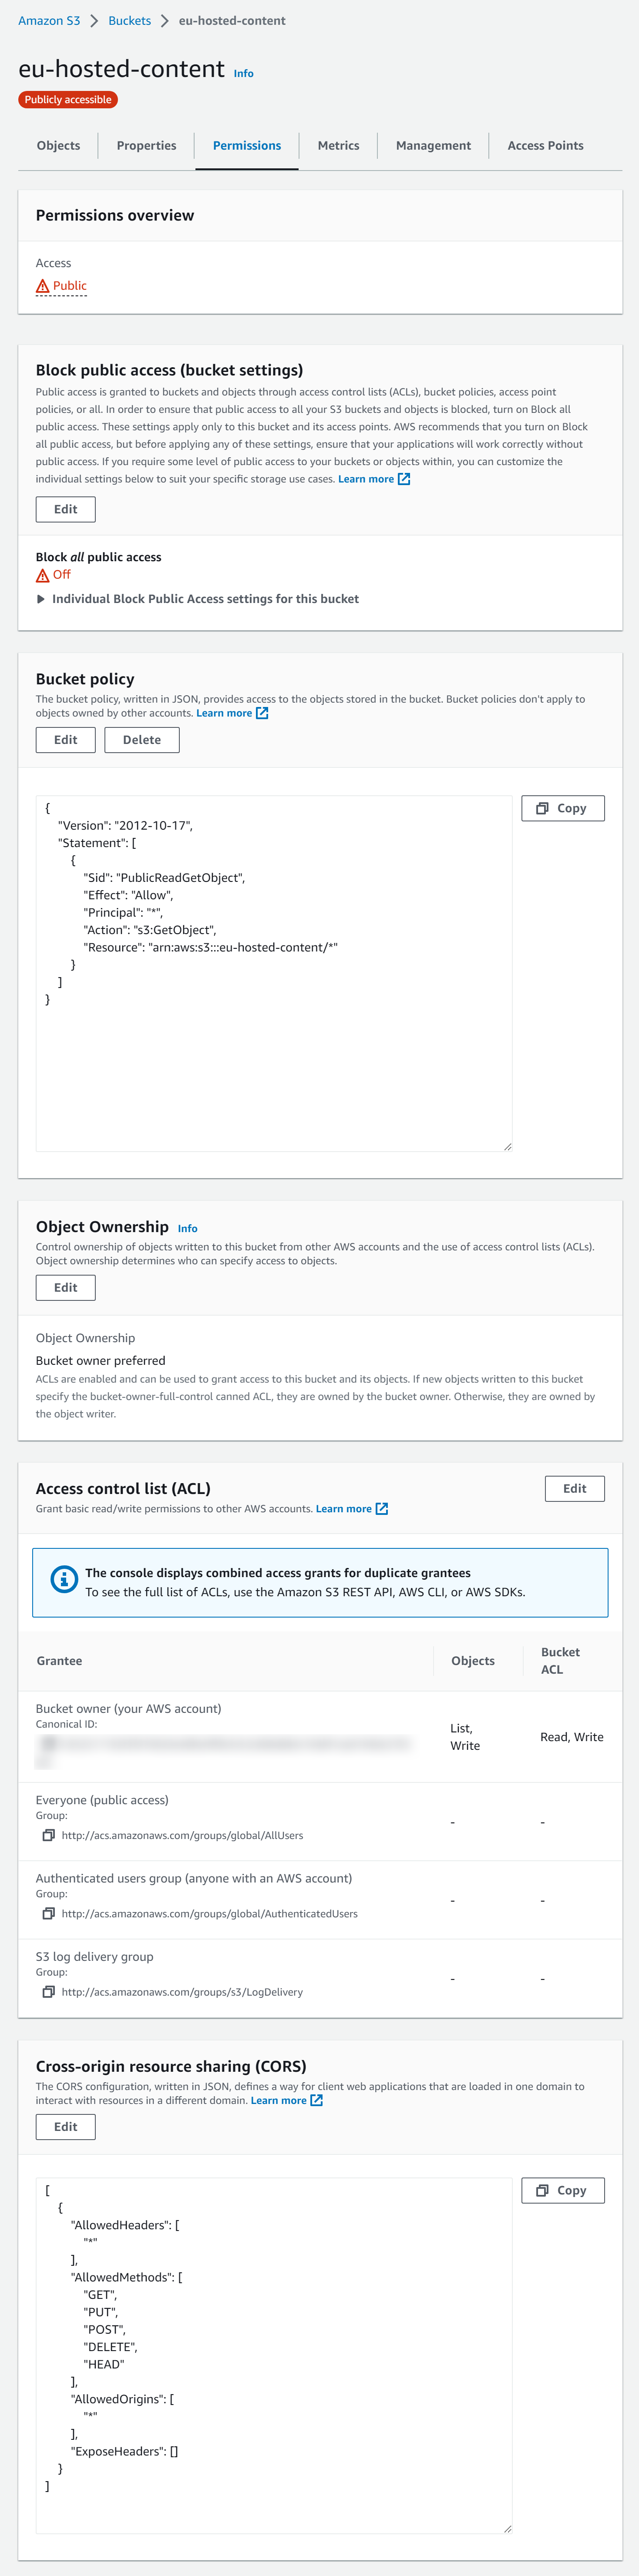 Amazon S3 > Buckets > eu-hosted-content
eu-hosted-content Info
Publicly accessible
Objects Properties Permissions Metrics Management Access Points
Permissions overview
Access
Public
Block public access (bucket settings)
Public access is granted to buckets and objects through access control lists (ACLs), bucket policies, access point
policies, or all. In order to ensure that public access to all your S3 buckets and objects is blocked, turn on Block all
public access. These settings apply only to this bucket and its access points. AWS recommends that you turn on Block
all public access, but before applying any of these settings, ensure that your applications will work correctly without
public access. If you require some level of public access to your buckets or objects within, you can customize the
individual settings below to suit your specific storage use cases. Learn more
Edit
Block all public access
Off
Individual Block Public Access settings for this bucket
Bucket policy
The bucket policy, written in JSON, provides access to the objects stored in the bucket. Bucket policies don't apply to
objects owned by other accounts. Learn more
Edit Delete
Copy
{
"Version": "2012-10-17",
"Statement": [
{
"Sid": "PublicReadGetObject",
"Effect": "Allow",
"Principal": "*",
"Action": "s3:GetObject",
"Resource": "arn:aws:s3:::eu-hosted-content/*"
}
]
}
Object Ownership Info
Control ownership of objects written to this bucket from other AWS accounts and the use of access control lists (ACLs).
Object ownership determines who can specify access to objects.
Edit
Object Ownership
Bucket owner preferred
ACLs are enabled and can be used to grant access to this bucket and its objects. If new objects written to this bucket
specify the bucket-owner-full-control canned ACL, they are owned by the bucket owner. Otherwise, they are owned by
the object writer.
Access control list (ACL)
Edit
Grant basic read/write permissions to other AWS accounts. Learn more
The console displays combined access grants for duplicate grantees
To see the full list of ACLs, use the Amazon S3 REST API, AWS CLI, or AWS SDKs.
Grantee Objects Bucket ACL
Bucket owner (your AWS account)
Canonical ID:
List, Write
Read, Write
Everyone (public access)
Group:
http://acs.amazonaws.com/groups/global/AllUsers
- -
Authenticated users group (anyone with an AWS account)
Group:
http://acs.amazonaws.com/groups/global/AuthenticatedUsers
- -
S3 log delivery group
Group:
http://acs.amazonaws.com/groups/s3/LogDelivery
- -
Cross-origin resource sharing (CORS)
The CORS configuration, written in JSON, defines a way for client web applications that are loaded in one domain to
interact with resources in a different domain. Learn more
Edit
Copy
[
{
"AllowedHeaders": [
"*"
],
"AllowedMethods": [
"GET",
"PUT",
"POST",
"DELETE",
"HEAD"
],
"AllowedOrigins": [
"*"
],
"ExposeHeaders": []
}
]